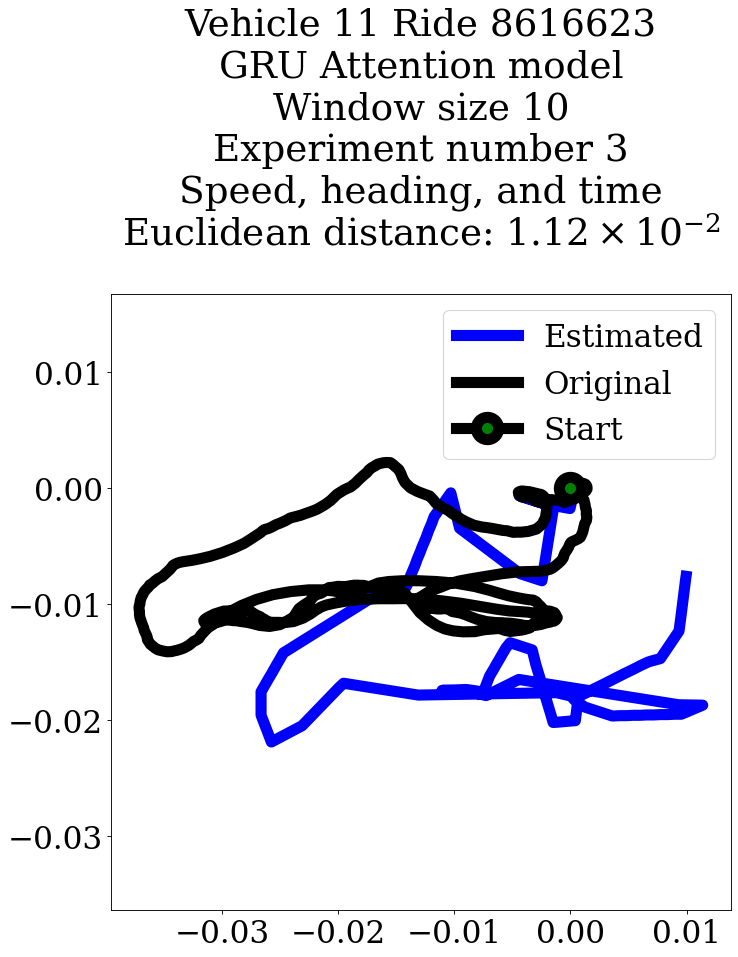 Vehicle 11 Ride 8616623
GRU Attention model
Window size 10
Experiment number 3
Speed, heading, and time
Euclidean distance: 1.12 × 10⁻²
Estimated
Original
Start
0.01
0.00
−0.01
−0.02
−0.03
−0.03 −0.02 −0.01 0.00 0.01